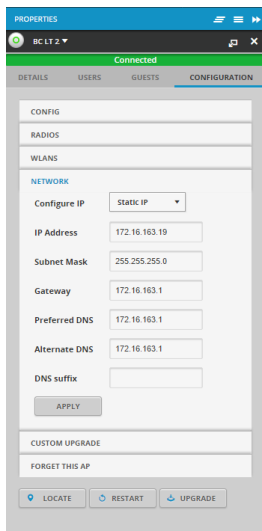 PROPERTIES
BC LT 2
Connected
DETAILS USERS GUESTS CONFIGURATION
CONFIG
RADIOS
WLANS
NETWORK
Configure IP Static IP
IP Address 172.16.163.19
Subnet Mask 255.255.255.0
Gateway 172.16.163.1
Preferred DNS 172.16.163.1
Alternate DNS 172.16.163.1
DNS suffix
APPLY
CUSTOM UPGRADE
FORGET THIS AP
LOCATE RESTART UPGRADE